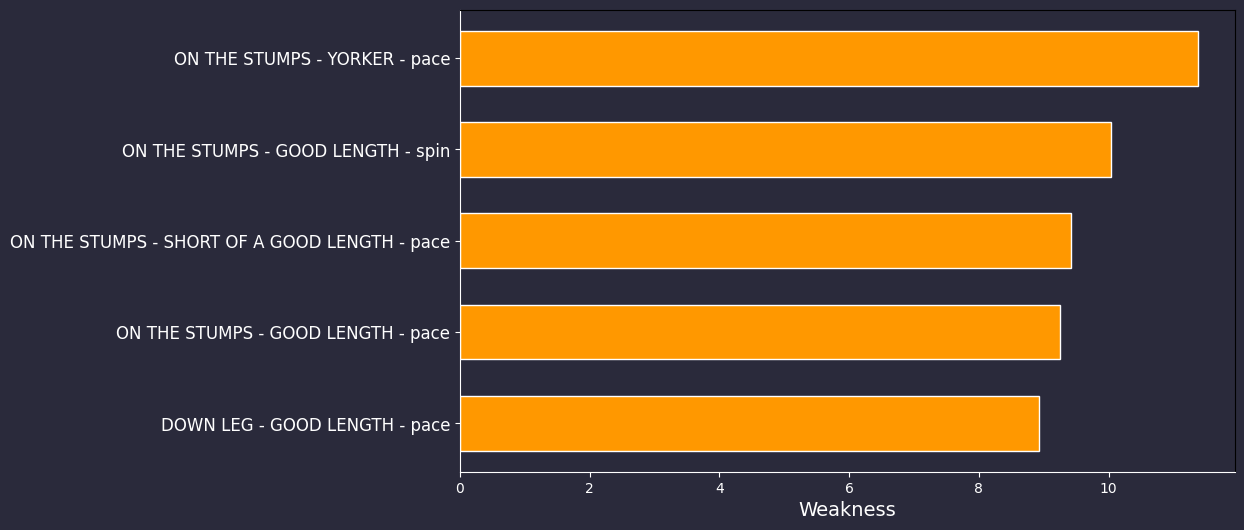 ON THE STUMPS - YORKER - pace
ON THE STUMPS - GOOD LENGTH - spin
ON THE STUMPS - SHORT OF A GOOD LENGTH - pace
ON THE STUMPS - GOOD LENGTH - pace
DOWN LEG - GOOD LENGTH - pace
0 2 4 6 8 10
Weakness